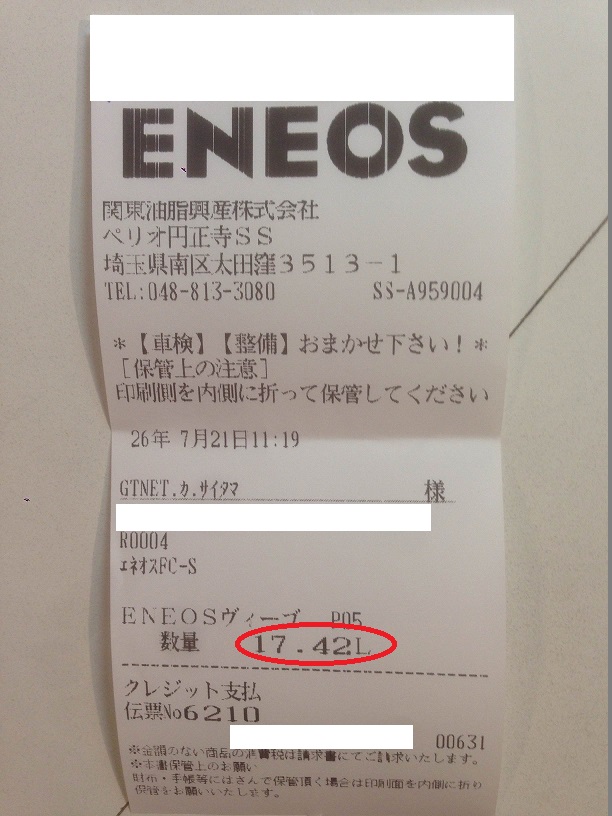 ENEOS
関東油脂興産株式会社
ペリオ円正寺SS
埼玉県南区太田窪3513-1
TEL:048-813-3080 SS-A959004
*【車検】【整備】おまかせ下さい!*
[保管上の注意]
印刷側を内側に折って保管してください
26年 7月21日11:19
GTNET.カ.サイタマ 様
R0004
エネオスFC-S
ENEOSヴィーゴ P05
数量 17.42L
クレジット支払
伝票No6210
00631
※金額のない商品の消費税は請求書にてご請求いたします。
※本書保管上のお願い
財布・手帳等にはさんで保管頂く場合は印刷面を内側に折り
保管をお願いいたします。